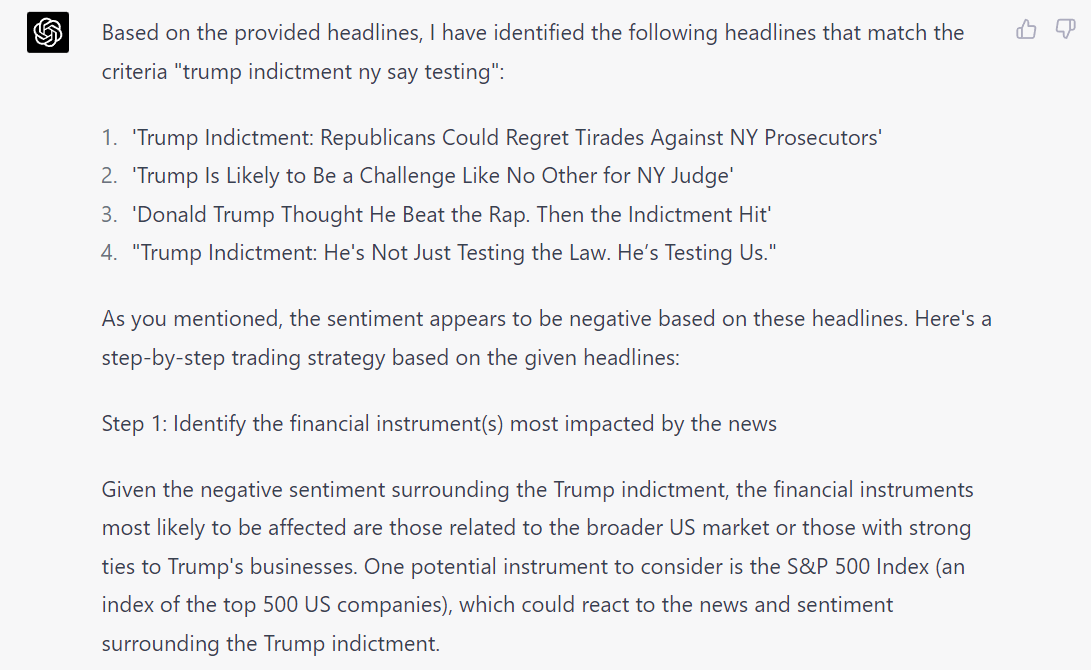 Based on the provided headlines, I have identified the following headlines that match the
criteria "trump indictment ny say testing":
1. 'Trump Indictment: Republicans Could Regret Tirades Against NY Prosecutors'
2. 'Trump Is Likely to Be a Challenge Like No Other for NY Judge'
3. 'Donald Trump Thought He Beat the Rap. Then the Indictment Hit'
4. "Trump Indictment: He's Not Just Testing the Law. He’s Testing Us."
As you mentioned, the sentiment appears to be negative based on these headlines. Here's a
step-by-step trading strategy based on the given headlines:
Step 1: Identify the financial instrument(s) most impacted by the news
Given the negative sentiment surrounding the Trump indictment, the financial instruments
most likely to be affected are those related to the broader US market or those with strong
ties to Trump's businesses. One potential instrument to consider is the S&P 500 Index (an
index of the top 500 US companies), which could react to the news and sentiment
surrounding the Trump indictment.